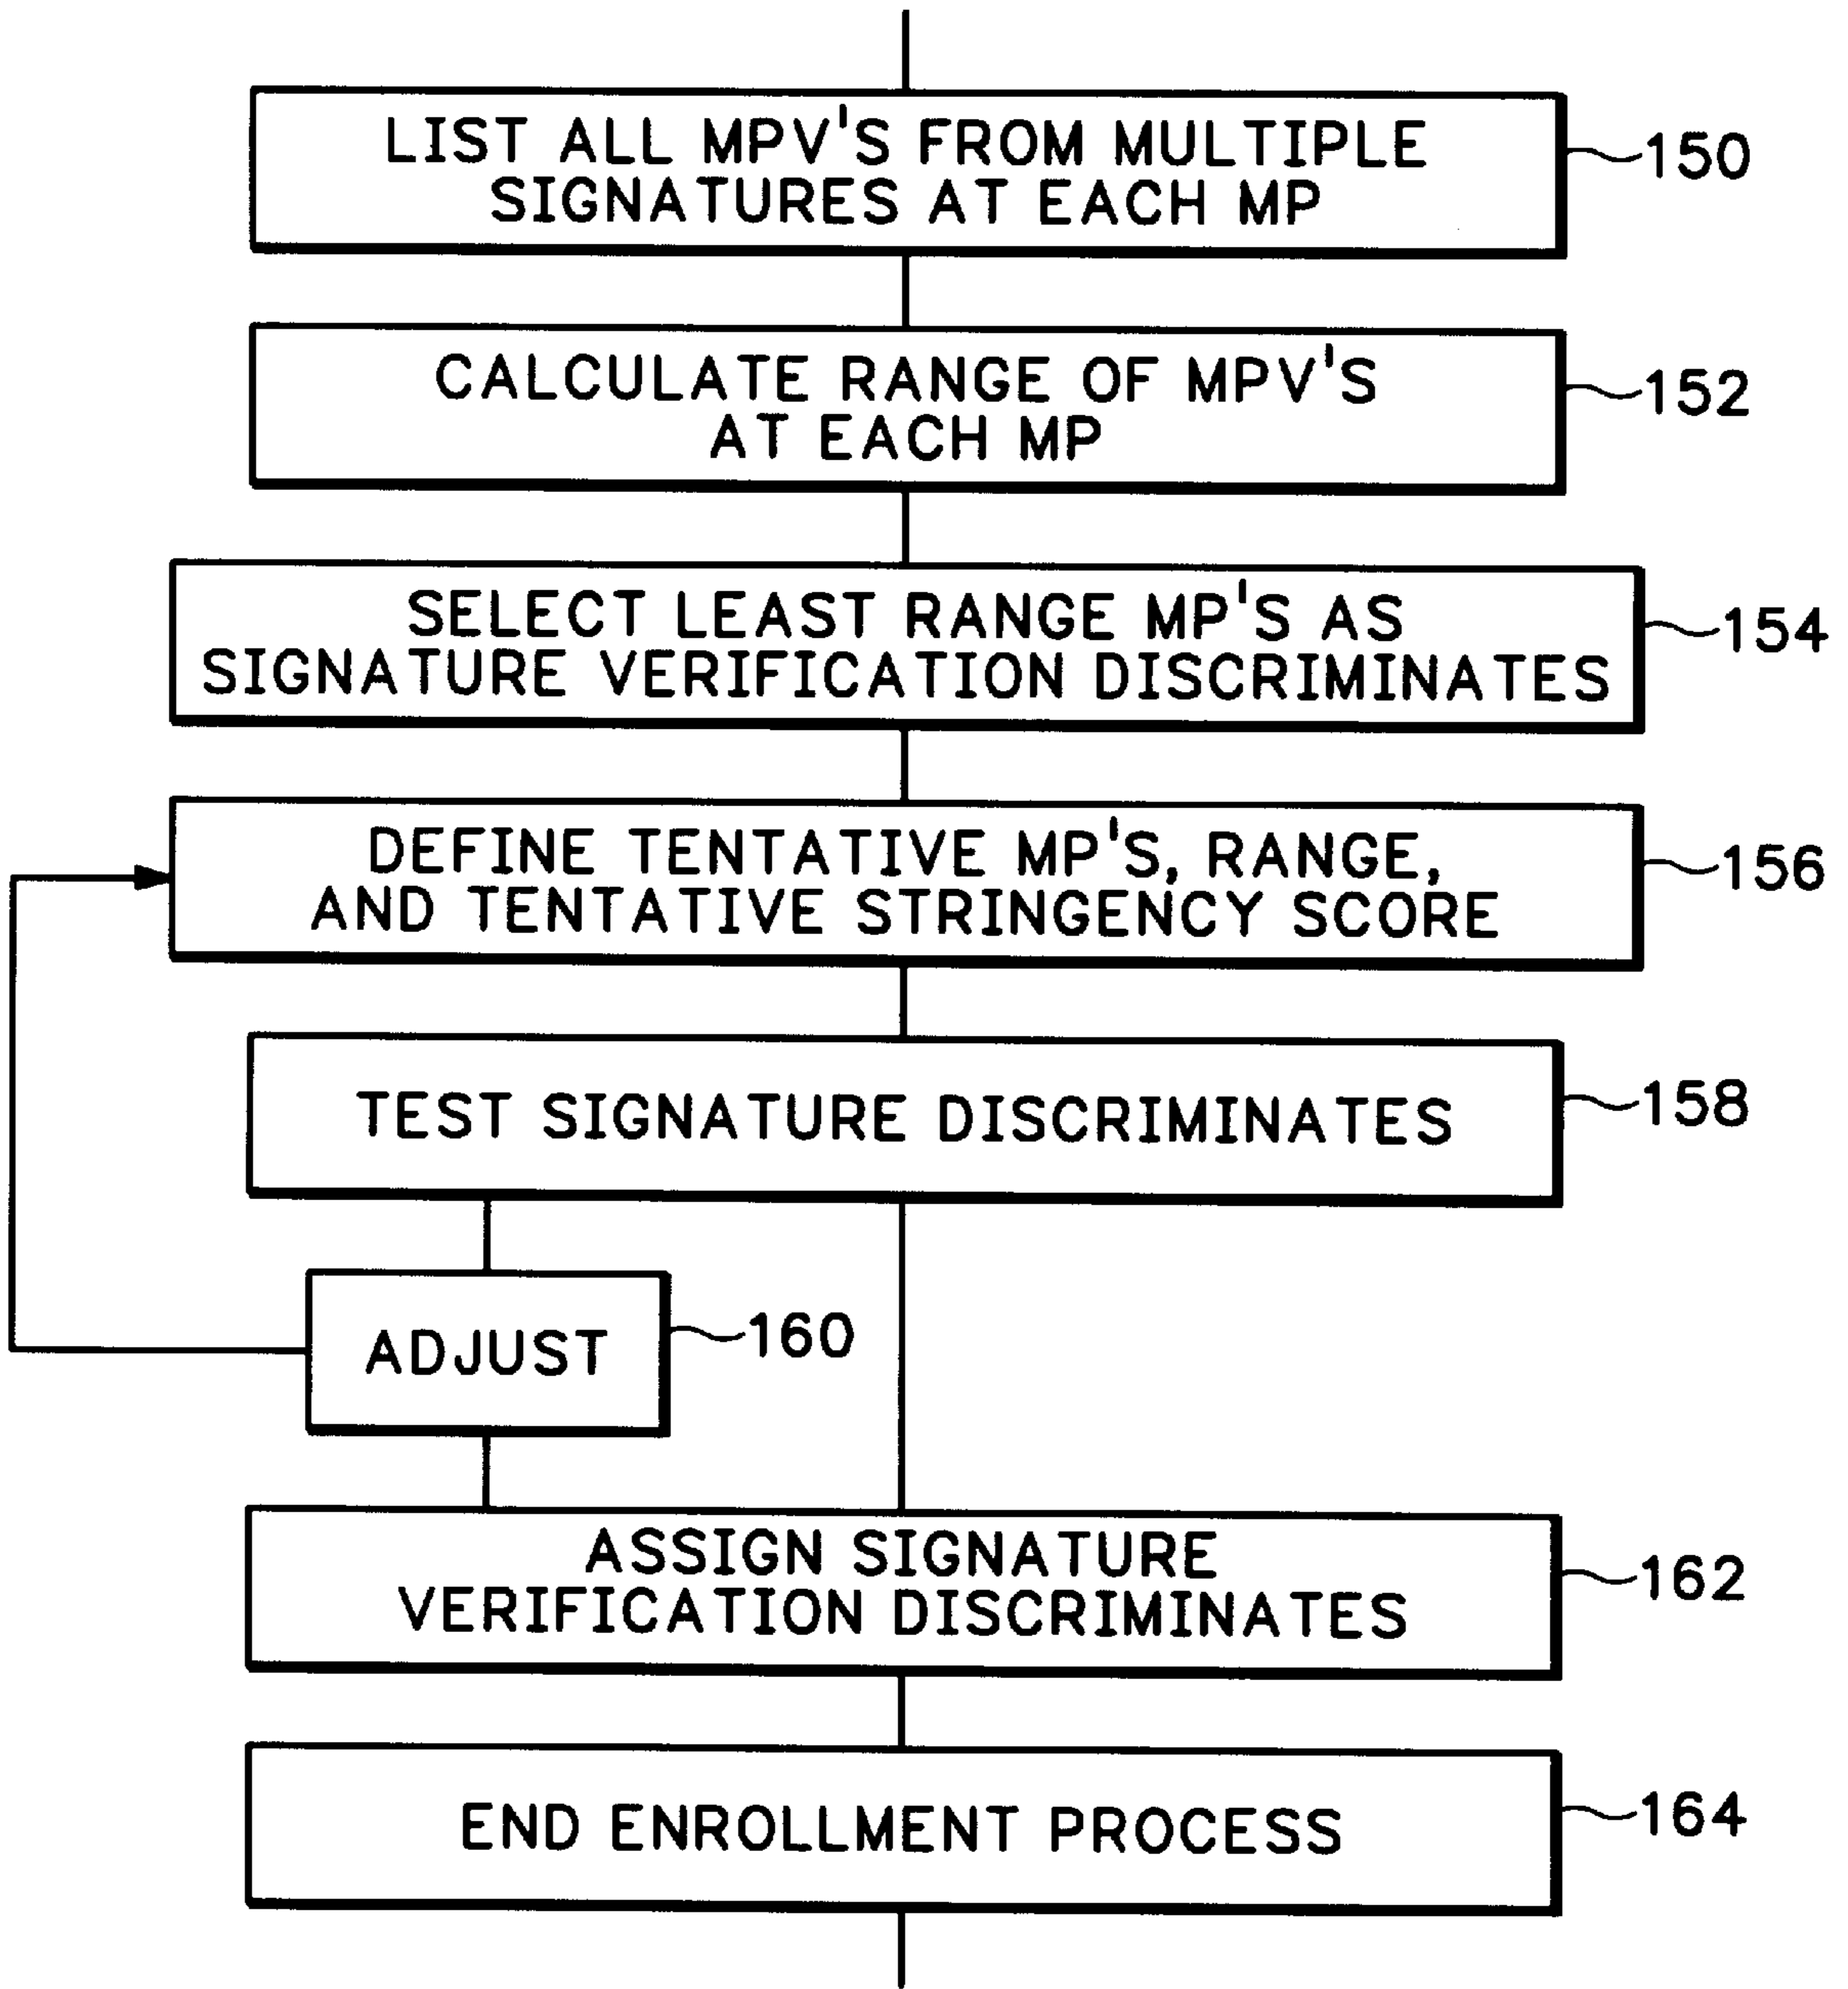 LIST ALL MPV'S FROM MULTIPLE
SIGNATURES AT EACH MP
150
CALCULATE RANGE OF MPV'S
AT EACH MP
152
SELECT LEAST RANGE MP'S AS
SIGNATURE VERIFICATION DISCRIMINATES
154
DEFINE TENTATIVE MP'S, RANGE,
AND TENTATIVE STRINGENCY SCORE
156
TEST SIGNATURE DISCRIMINATES
158
ADJUST
160
ASSIGN SIGNATURE
VERIFICATION DISCRIMINATES
162
END ENROLLMENT PROCESS
164